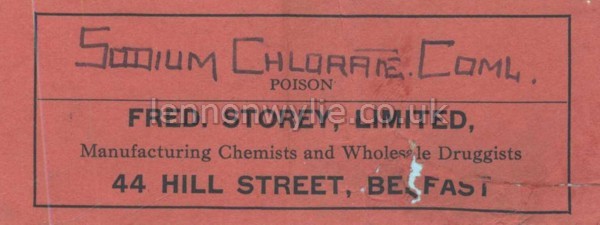 SODIUM CHLORATE. COML.
POISON
lennonwylie.co.uk
FRED. STOREY, LIMITED,
Manufacturing Chemists and Wholesale Druggists
44 HILL STREET, BELFAST